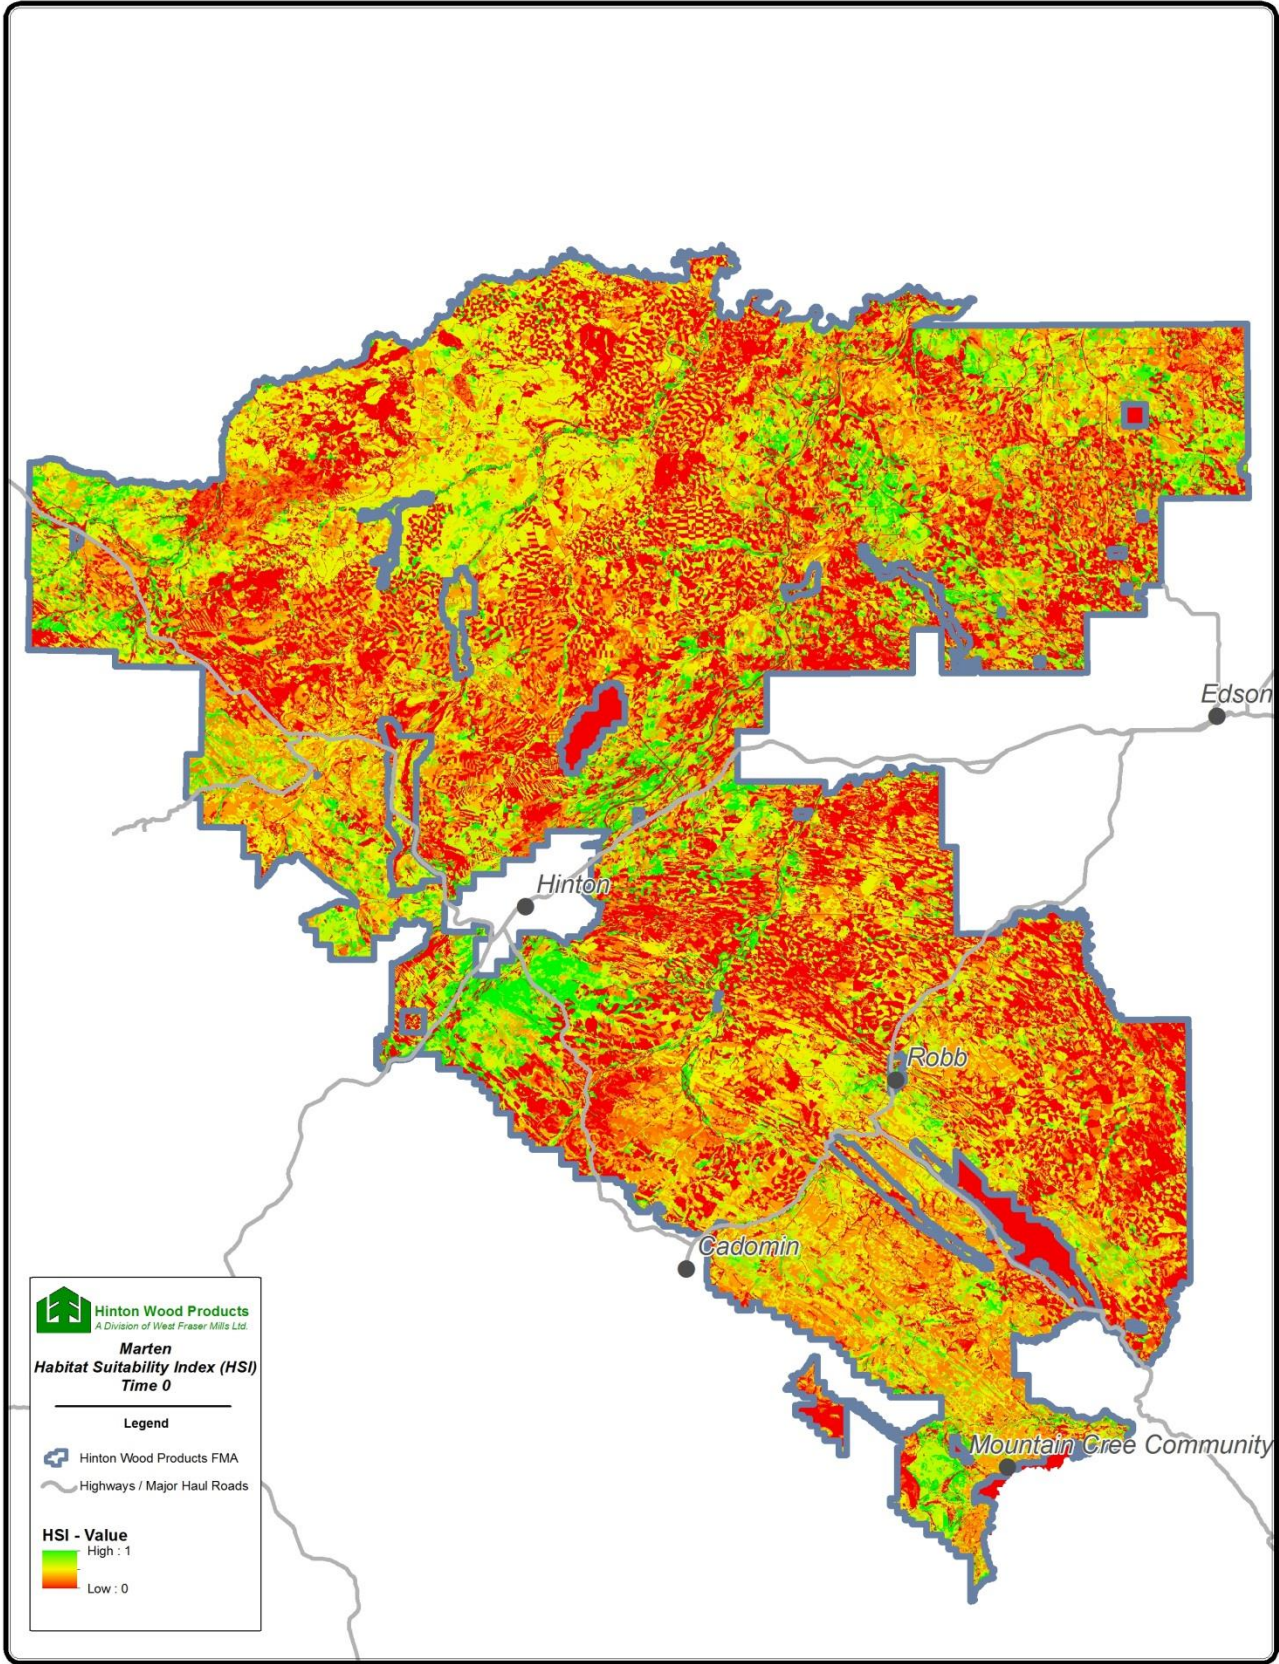 Edson
Hinton
Robb
Cadomin
Mountain Cree Community
Hinton Wood Products
A Division of West Fraser Mills Ltd.
Marten
Habitat Suitability Index (HSI)
Time 0
Legend
Hinton Wood Products FMA
Highways / Major Haul Roads
HSI - Value
High : 1
Low : 0